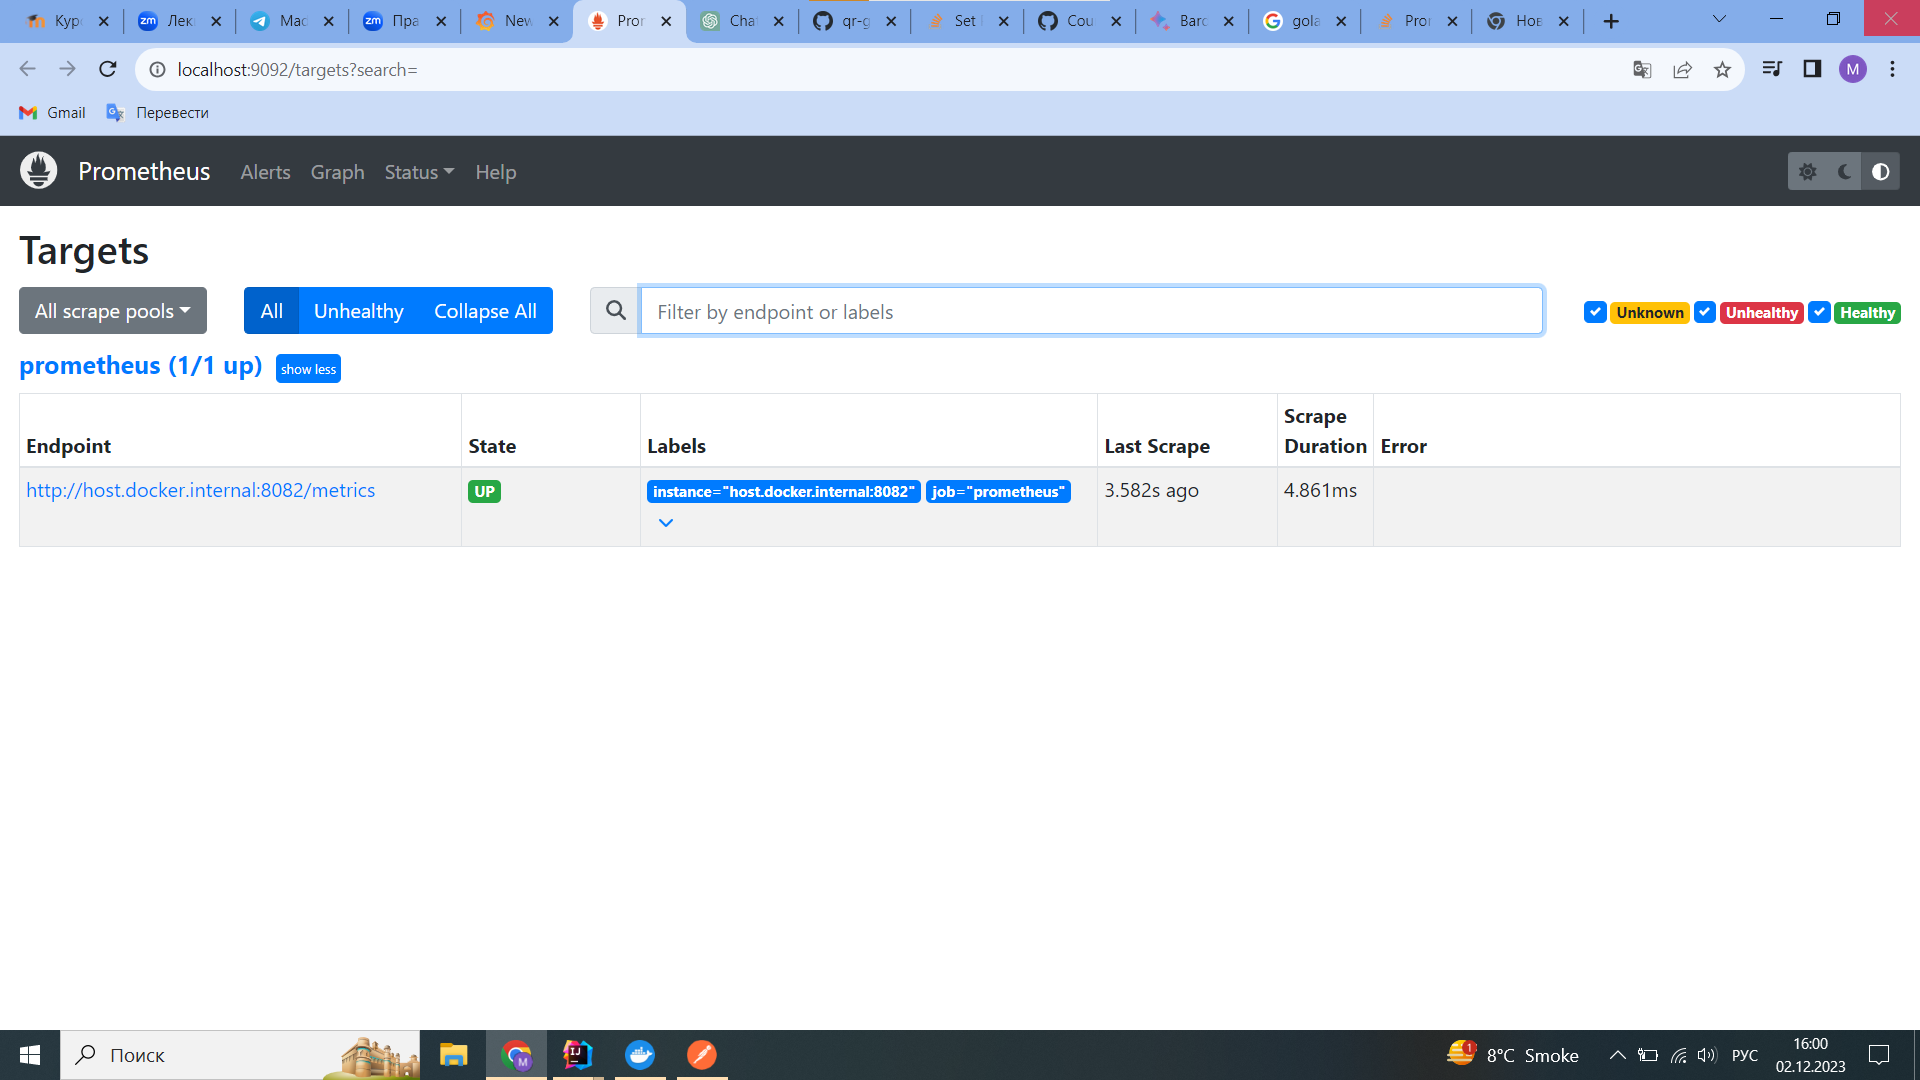 Курс Лек Мас Пра New Pro Cha qr-g Set Cou Barc gola Pro Нов
localhost:9092/targets?search=
M
Gmail Перевести
Prometheus Alerts Graph Status Help
Targets
All scrape pools All Unhealthy Collapse All Filter by endpoint or labels Unknown Unhealthy Healthy
prometheus (1/1 up) show less
Endpoint State Labels Last Scrape Scrape Duration Error
http://host.docker.internal:8082/metrics UP instance="host.docker.internal:8082" job="prometheus" 3.582s ago 4.861ms
Поиск 1 8°C Smoke РУС 16:00
02.12.2023